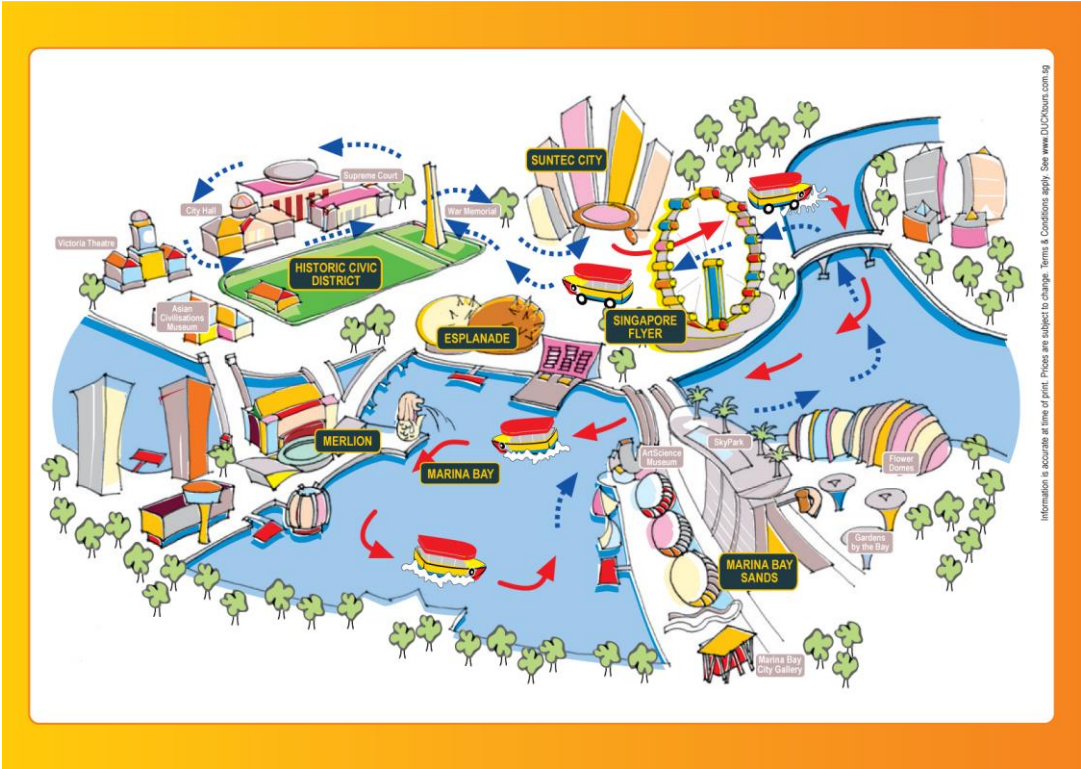 SUNTEC CITY
Supreme Court
City Hall
War Memorial
Victoria Theatre
HISTORIC CIVIC
DISTRICT
Asian
Civilisations
Museum
ESPLANADE
SINGAPORE
FLYER
MERLION
MARINA BAY
ArtScience
Museum
SkyPark
Flower
Domes
Gardens
by the Bay
MARINA BAY
SANDS
Marina Bay
City Gallery
Information is accurate at time of print. Prices are subject to change. Terms & Conditions apply. See www.DUCKtours.com.sg